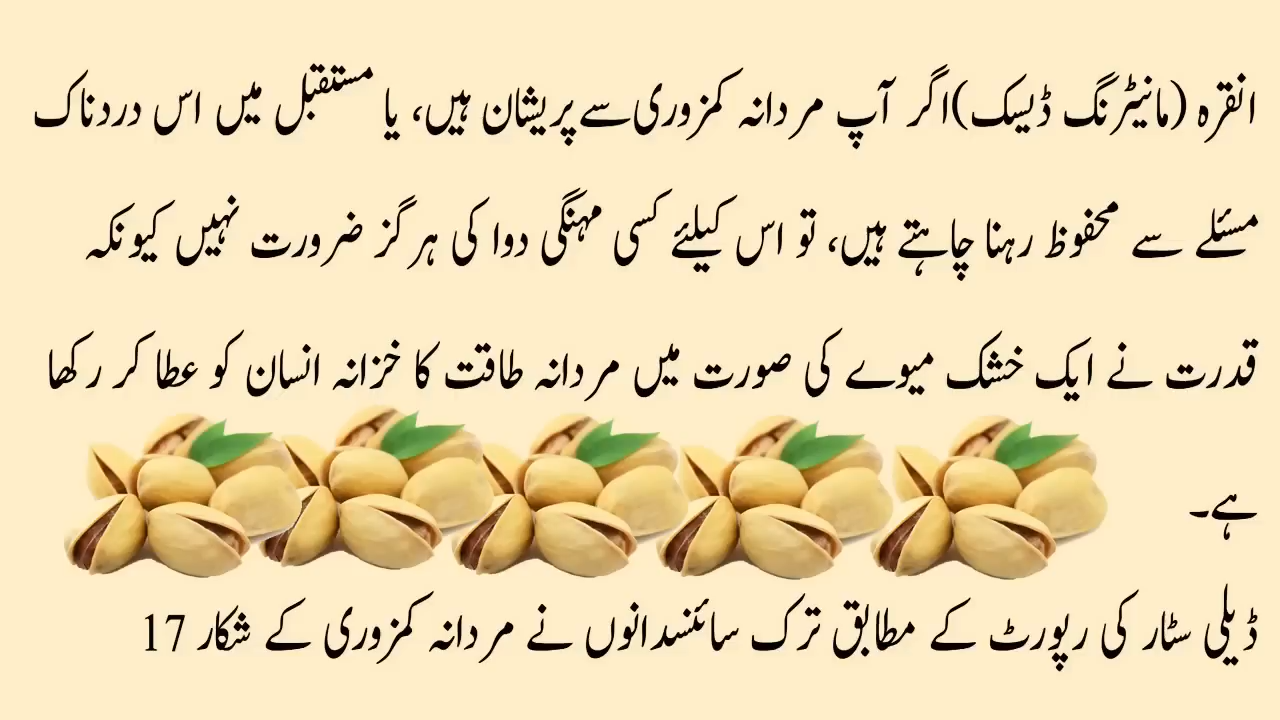 انقرہ (مانیٹرنگ ڈیسک)اگر آپ مردانہ کمزوری سے پریشان ہیں، یا مستقبل میں اس دردناک
مسئلے سے محفوظ رہنا چاہتے ہیں، تو اس کیلئے کسی مہنگی دوا کی ہرگز ضرورت نہیں کیونکہ
قدرت نے ایک خشک میوے کی صورت میں مردانہ طاقت کا خزانہ انسان کو عطا کر رکھا
ہے۔
ڈیلی سٹار کی رپورٹ کے مطابق ترک سائنسدانوں نے مردانہ کمزوری کے شکار 17